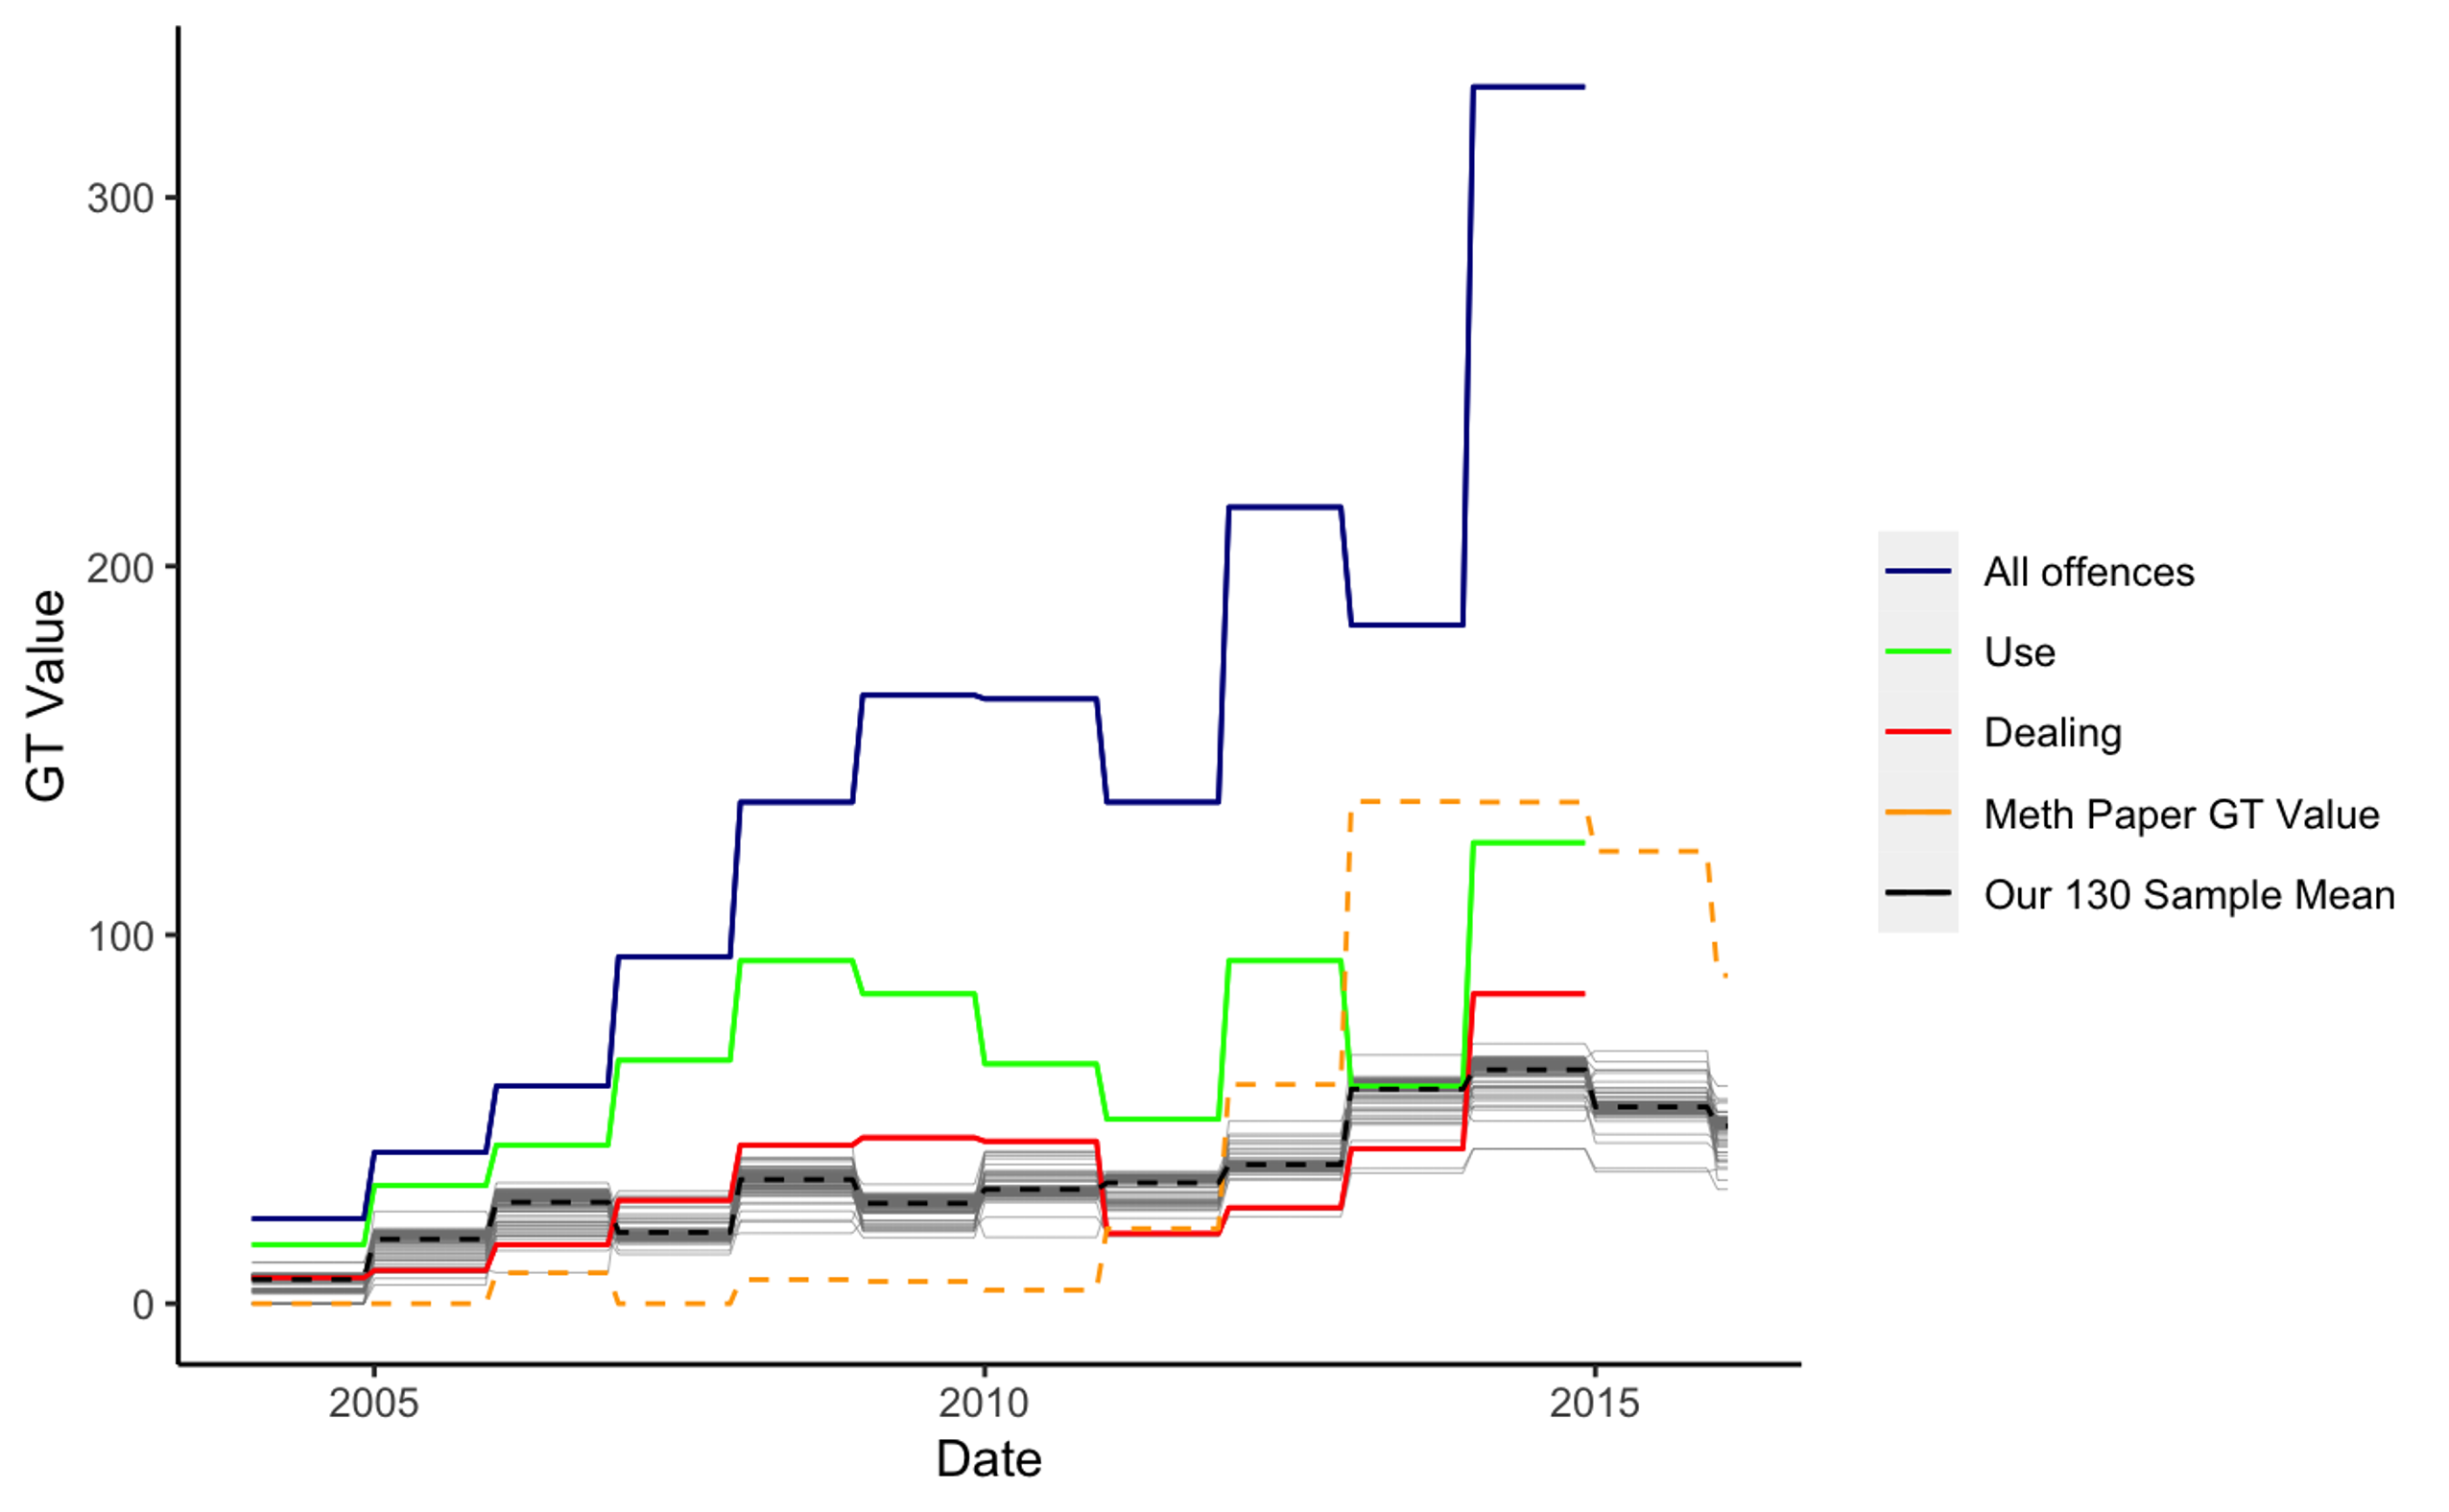 300
200
100
0
GT Value
2005
2010
2015
Date
All offences
Use
Dealing
Meth Paper GT Value
Our 130 Sample Mean